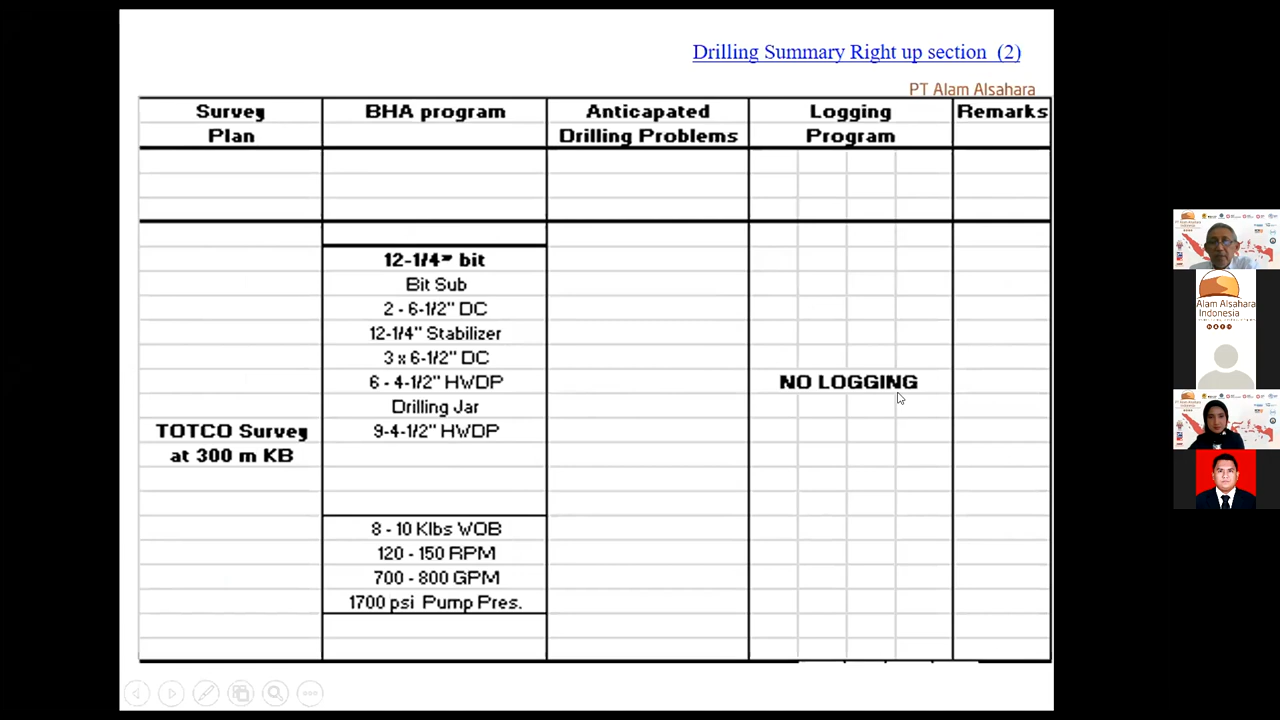 Drilling Summary Right up section (2)
PT Alam Alsahara
Survey
Plan
BHA program
Anticapated
Drilling Problems
Logging
Program
Remarks
12-1/4" bit
Bit Sub
2 - 6-1/2" DC
12-1/4" Stabilizer
3 x 6-1/2" DC
6 - 4-1/2" HWDP
NO LOGGING
Drilling Jar
TOTCO Survey
at 300 m KB
9-4-1/2" HWDP
8 - 10 Klbs WOB
120 - 150 RPM
700 - 800 GPM
1700 psi Pump Pres.
Alam Alsahara
Indonesia